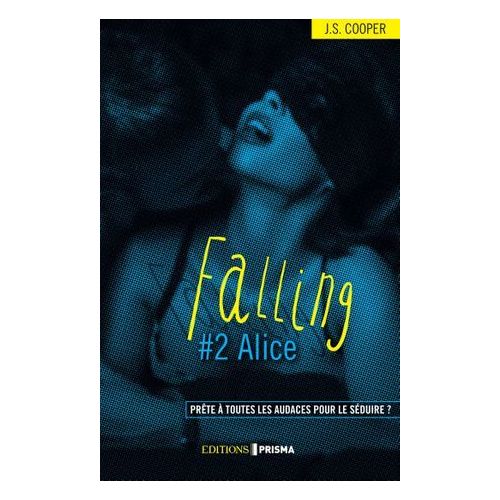 J.S. COOPER
Falling
#2 Alice
PRÊTE À TOUTES LES AUDACES POUR LE SÉDUIRE ?
EDITIONS PRISMA